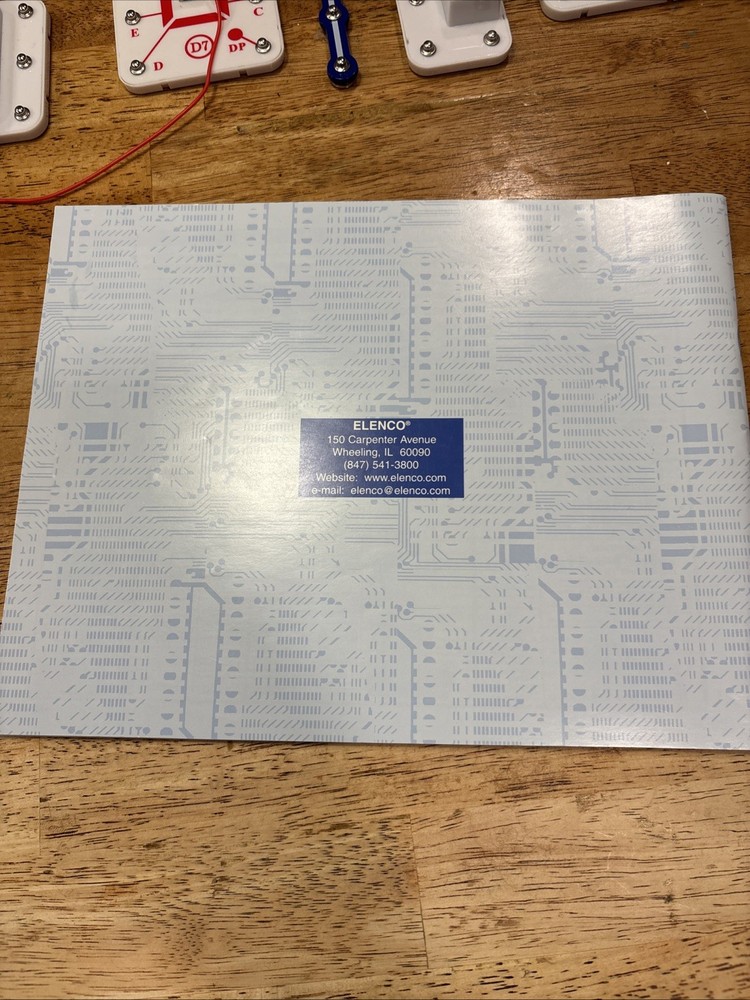 C
E
D7
DP
D
ELENCO®
150 Carpenter Avenue
Wheeling, IL 60090
(847) 541-3800
Website: www.elenco.com
e-mail: elenco@elenco.com